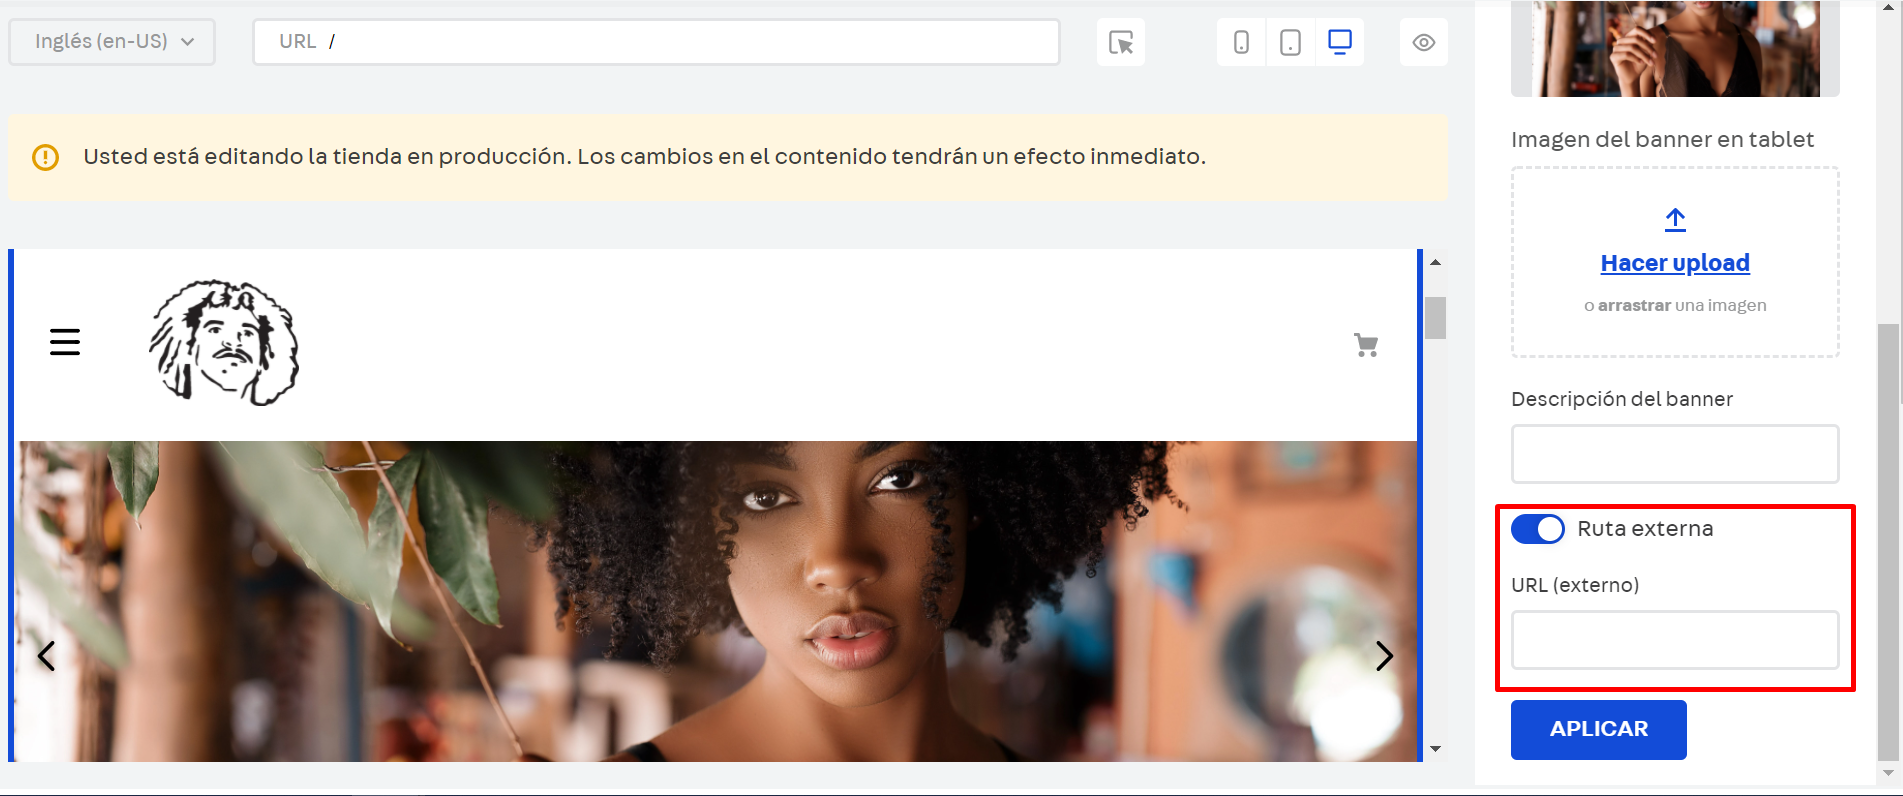 Inglés (en-US)
URL /
Usted está editando la tienda en producción. Los cambios en el contenido tendrán un efecto inmediato.
Imagen del banner en tablet
Hacer upload
o arrastrar una imagen
Descripción del banner
Ruta externa
URL (externo)
APLICAR